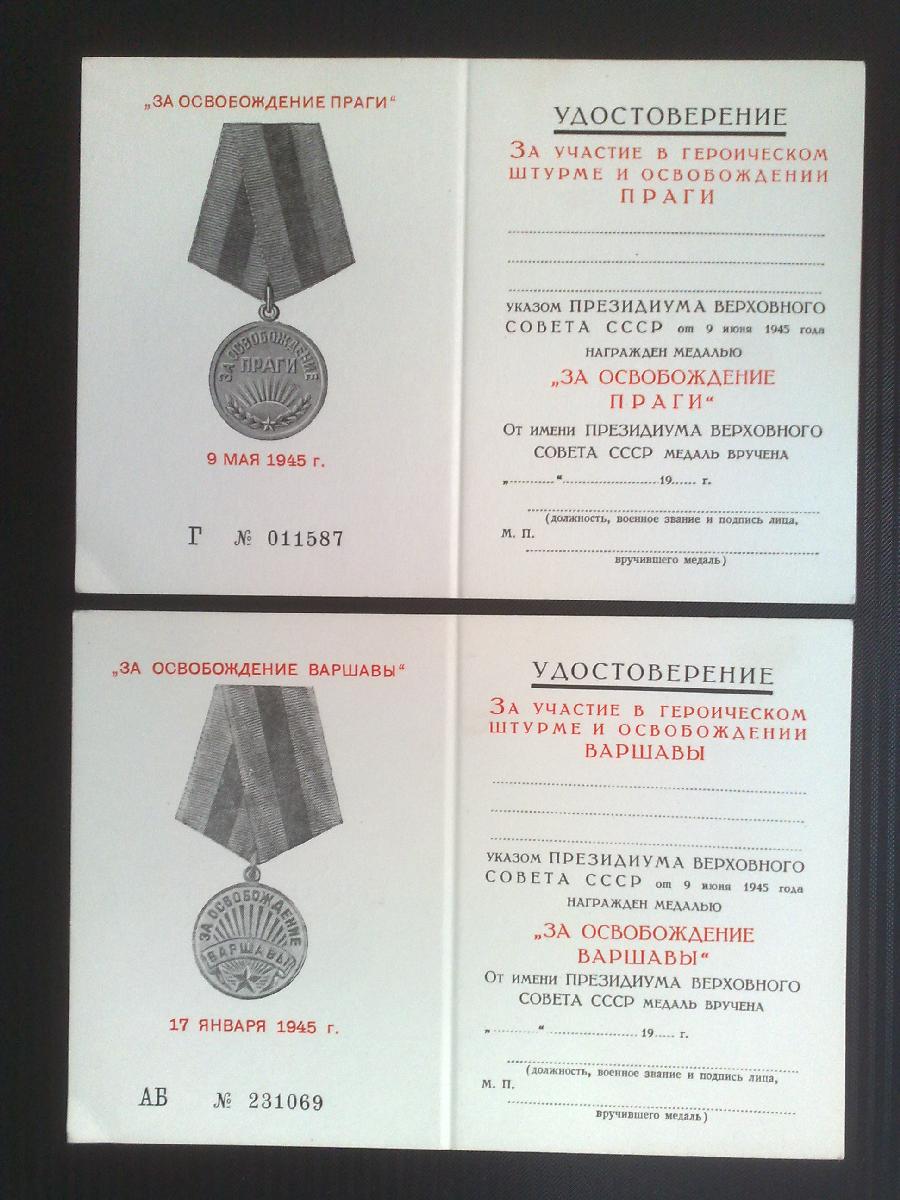 „ЗА ОСВОБОЖДЕНИЕ ПРАГИ“
ЗА ОСВОБОЖДЕНИЕ
ПРАГИ
9 МАЯ 1945 г.
Г № 011587
УДОСТОВЕРЕНИЕ
ЗА УЧАСТИЕ В ГЕРОИЧЕСКОМ
ШТУРМЕ И ОСВОБОЖДЕНИИ
ПРАГИ
УКАЗОМ ПРЕЗИДИУМА ВЕРХОВНОГО
СОВЕТА СССР от 9 июня 1945 года
НАГРАЖДЕН МЕДАЛЬЮ
„ЗА ОСВОБОЖДЕНИЕ
ПРАГИ“
ОТ ИМЕНИ ПРЕЗИДИУМА ВЕРХОВНОГО
СОВЕТА СССР МЕДАЛЬ ВРУЧЕНА
„...........“......................19...... г.
(должность, военное звание и подпись лица,
М. П.
вручившего медаль)
„ЗА ОСВОБОЖДЕНИЕ ВАРШАВЫ“
ЗА ОСВОБОЖДЕНИЕ
ВАРШАВЫ
17 ЯНВАРЯ 1945 г.
АБ № 231069
УДОСТОВЕРЕНИЕ
ЗА УЧАСТИЕ В ГЕРОИЧЕСКОМ
ШТУРМЕ И ОСВОБОЖДЕНИИ
ВАРШАВЫ
УКАЗОМ ПРЕЗИДИУМА ВЕРХОВНОГО
СОВЕТА СССР от 9 июня 1945 года
НАГРАЖДЕН МЕДАЛЬЮ
„ЗА ОСВОБОЖДЕНИЕ
ВАРШАВЫ“
ОТ ИМЕНИ ПРЕЗИДИУМА ВЕРХОВНОГО
СОВЕТА СССР МЕДАЛЬ ВРУЧЕНА
„...........“......................19...... г.
(должность, военное звание и подпись лица,
М. П.
вручившего медаль)